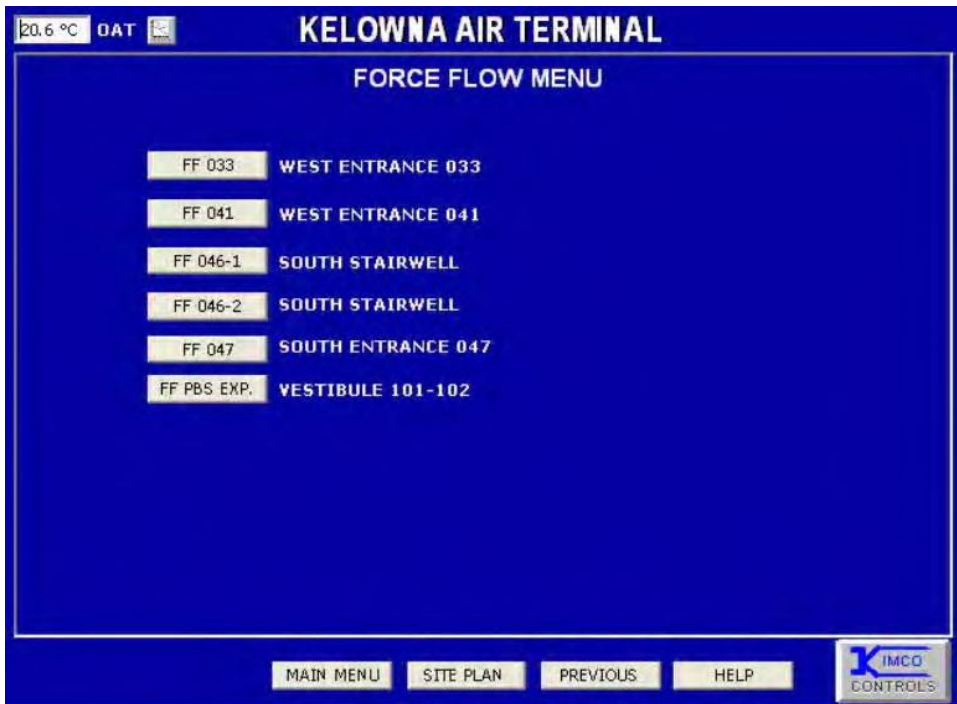 20.6 ºC OAT
KELOWNA AIR TERMINAL
FORCE FLOW MENU
FF 033 WEST ENTRANCE 033
FF 041 WEST ENTRANCE 041
FF 046-1 SOUTH STAIRWELL
FF 046-2 SOUTH STAIRWELL
FF 047 SOUTH ENTRANCE 047
FF PBS EXP. VESTIBULE 101-102
MAIN MENU SITE PLAN PREVIOUS HELP
KIMCO
CONTROLS